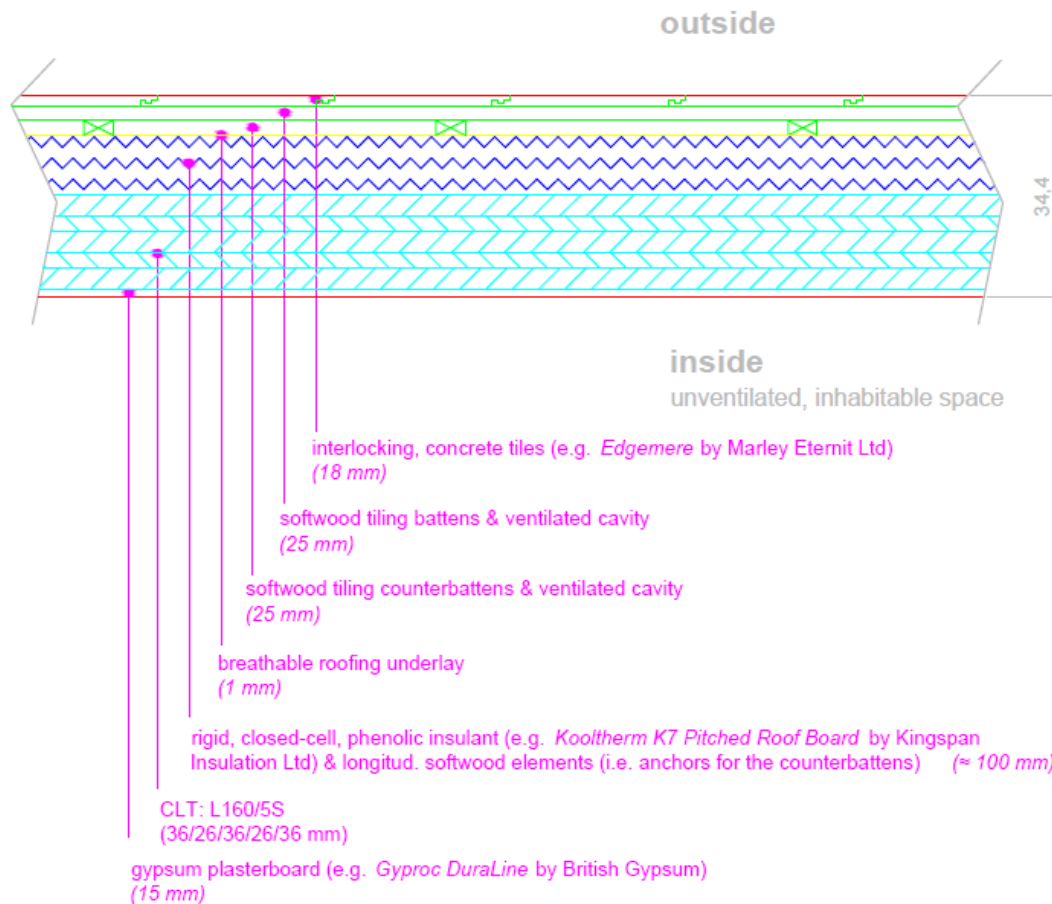 outside
34,4
inside
unventilated, inhabitable space
interlocking, concrete tiles (e.g. Edgemere by Marley Eternit Ltd)
(18 mm)
softwood tiling battens & ventilated cavity
(25 mm)
softwood tiling counterbattens & ventilated cavity
(25 mm)
breathable roofing underlay
(1 mm)
rigid, closed-cell, phenolic insulant (e.g. Kooltherm K7 Pitched Roof Board by Kingspan
Insulation Ltd) & longitud. softwood elements (i.e. anchors for the counterbattens) (≈ 100 mm)
CLT: L160/5S
(36/26/36/26/36 mm)
gypsum plasterboard (e.g. Gyproc DuraLine by British Gypsum)
(15 mm)